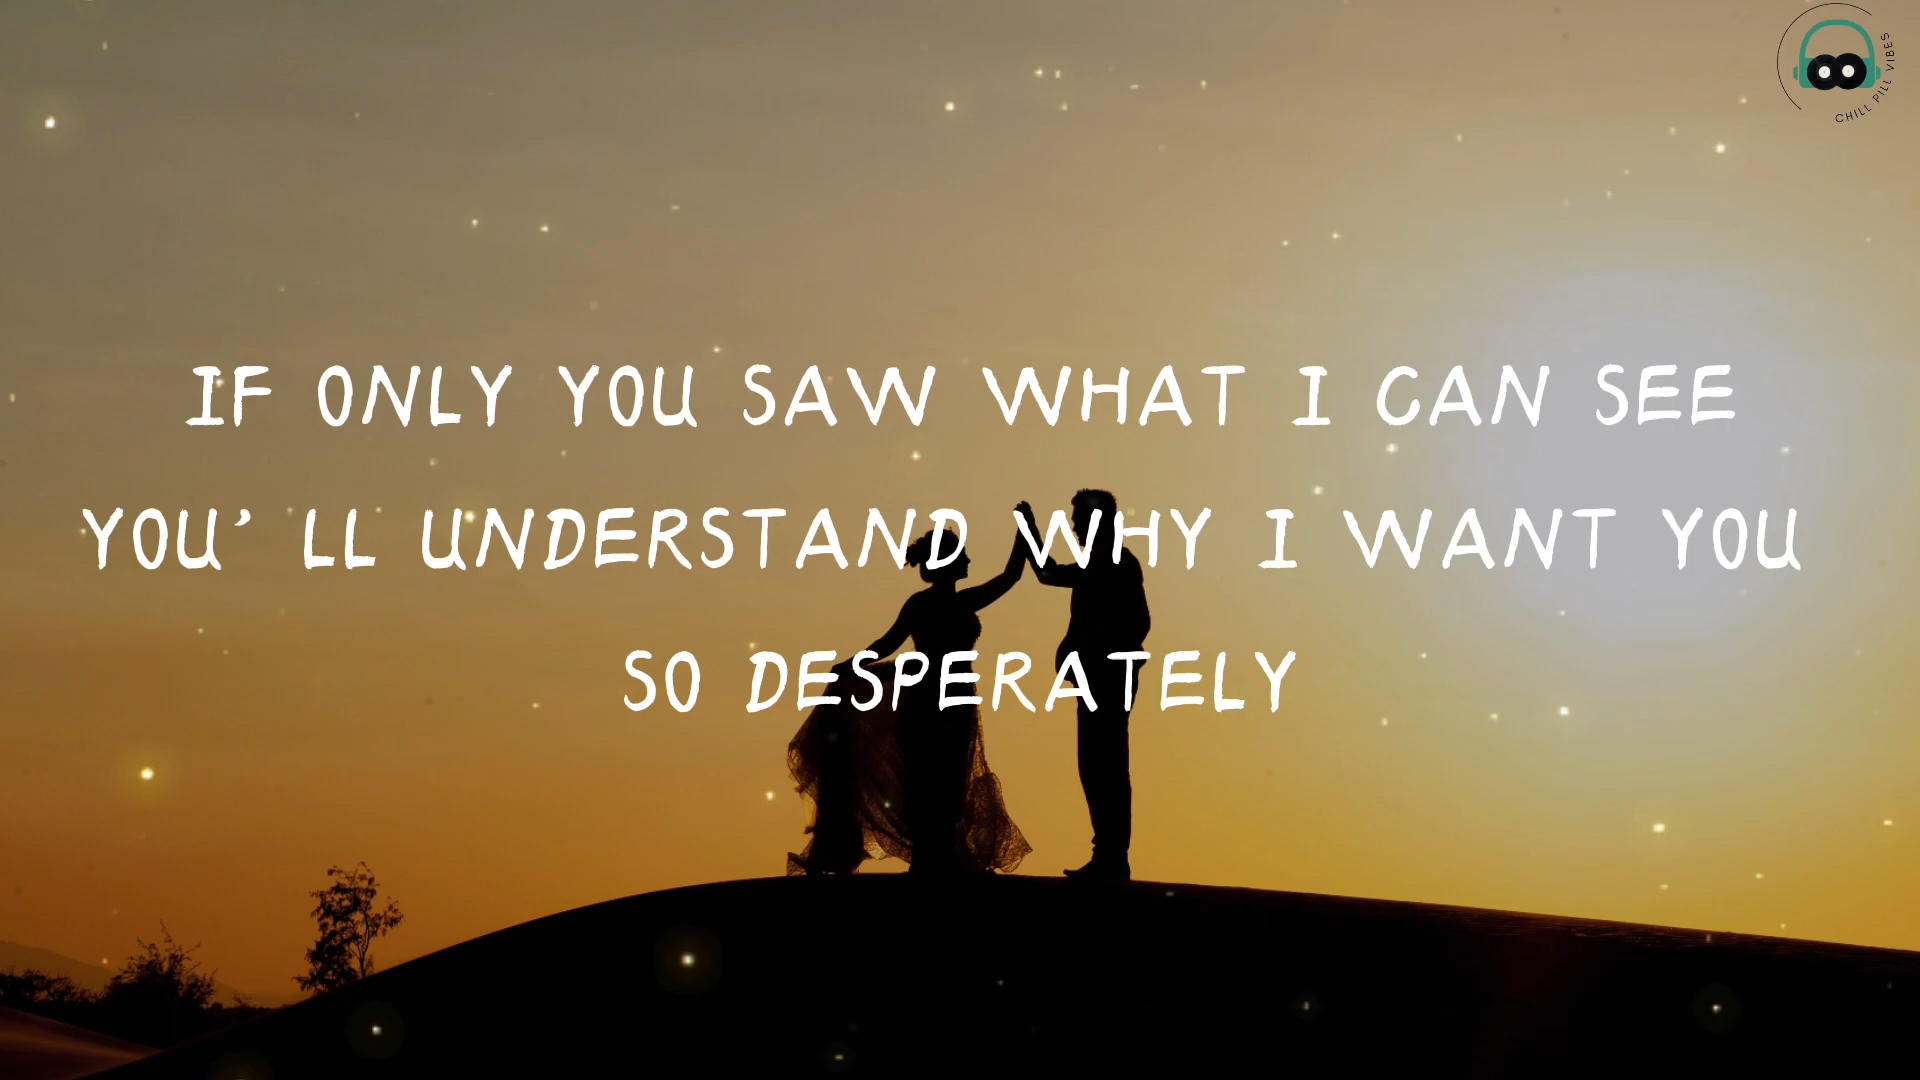 CHILL PILL VIBES
IF ONLY YOU SAW WHAT I CAN SEE
YOU' LL UNDERSTAND WHY I WANT YOU
SO DESPERATELY